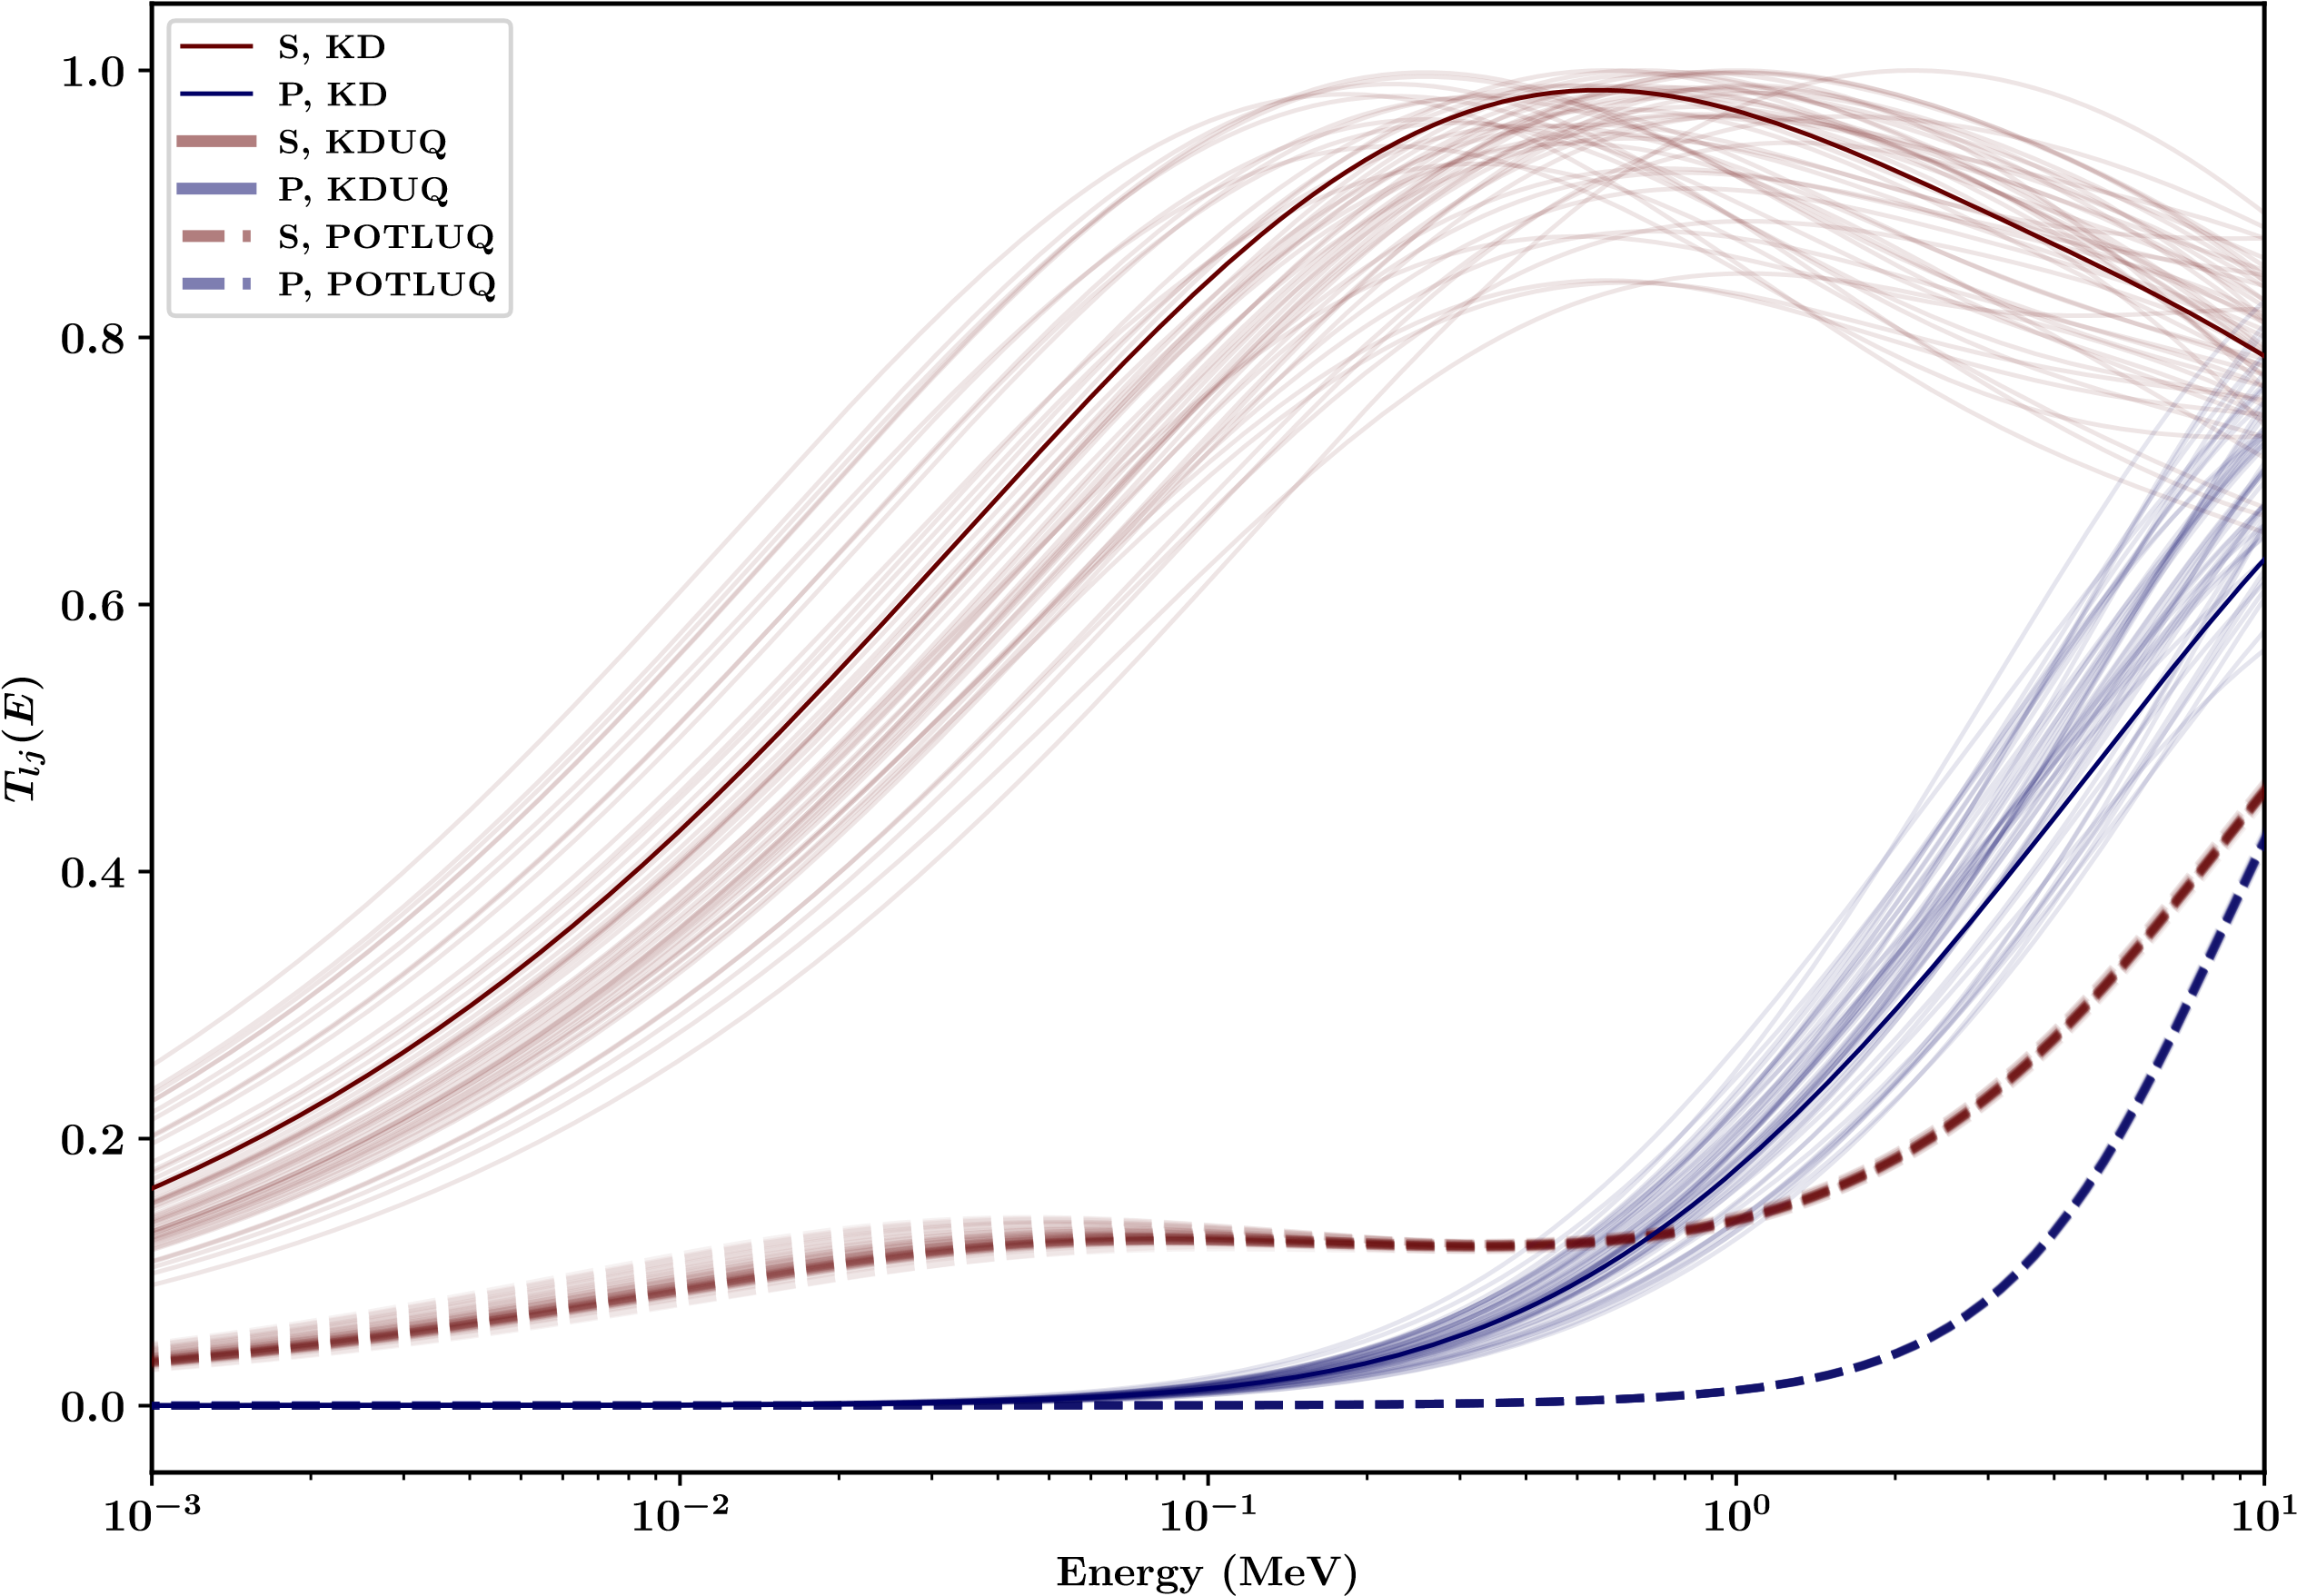 S, KD
P, KD
S, KDUQ
P, KDUQ
S, POTLUQ
P, POTLUQ
1.0
0.8
0.6
0.4
0.2
0.0
T_{lj}(E)
10^{-3} 10^{-2} 10^{-1} 10^{0} 10^{1}
Energy (MeV)